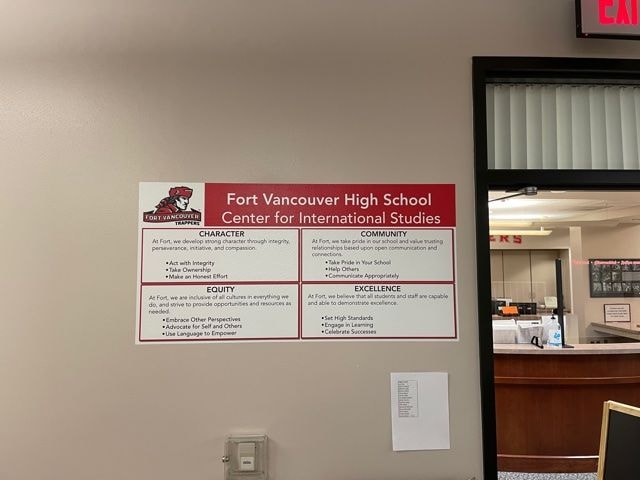 EXIT
FORT VANCOUVER
TRAPPERS
Fort Vancouver High School
Center for International Studies
CHARACTER
At Fort, we develop strong character through integrity,
perseverance, initiative, and compassion.
•Act with Integrity
•Take Ownership
•Make an Honest Effort
COMMUNITY
At Fort, we take pride in our school and value trusting
relationships based upon open communication and
connections.
•Take Pride in Your School
•Help Others
•Communicate Appropriately
EQUITY
At Fort, we are inclusive of all cultures in everything we
do, and strive to provide opportunities and resources as
needed.
•Embrace Other Perspectives
•Advocate for Self and Others
•Use Language to Empower
EXCELLENCE
At Fort, we believe that all students and staff are capable
and able to demonstrate excellence.
•Set High Standards
•Engage in Learning
•Celebrate Successes
ERS